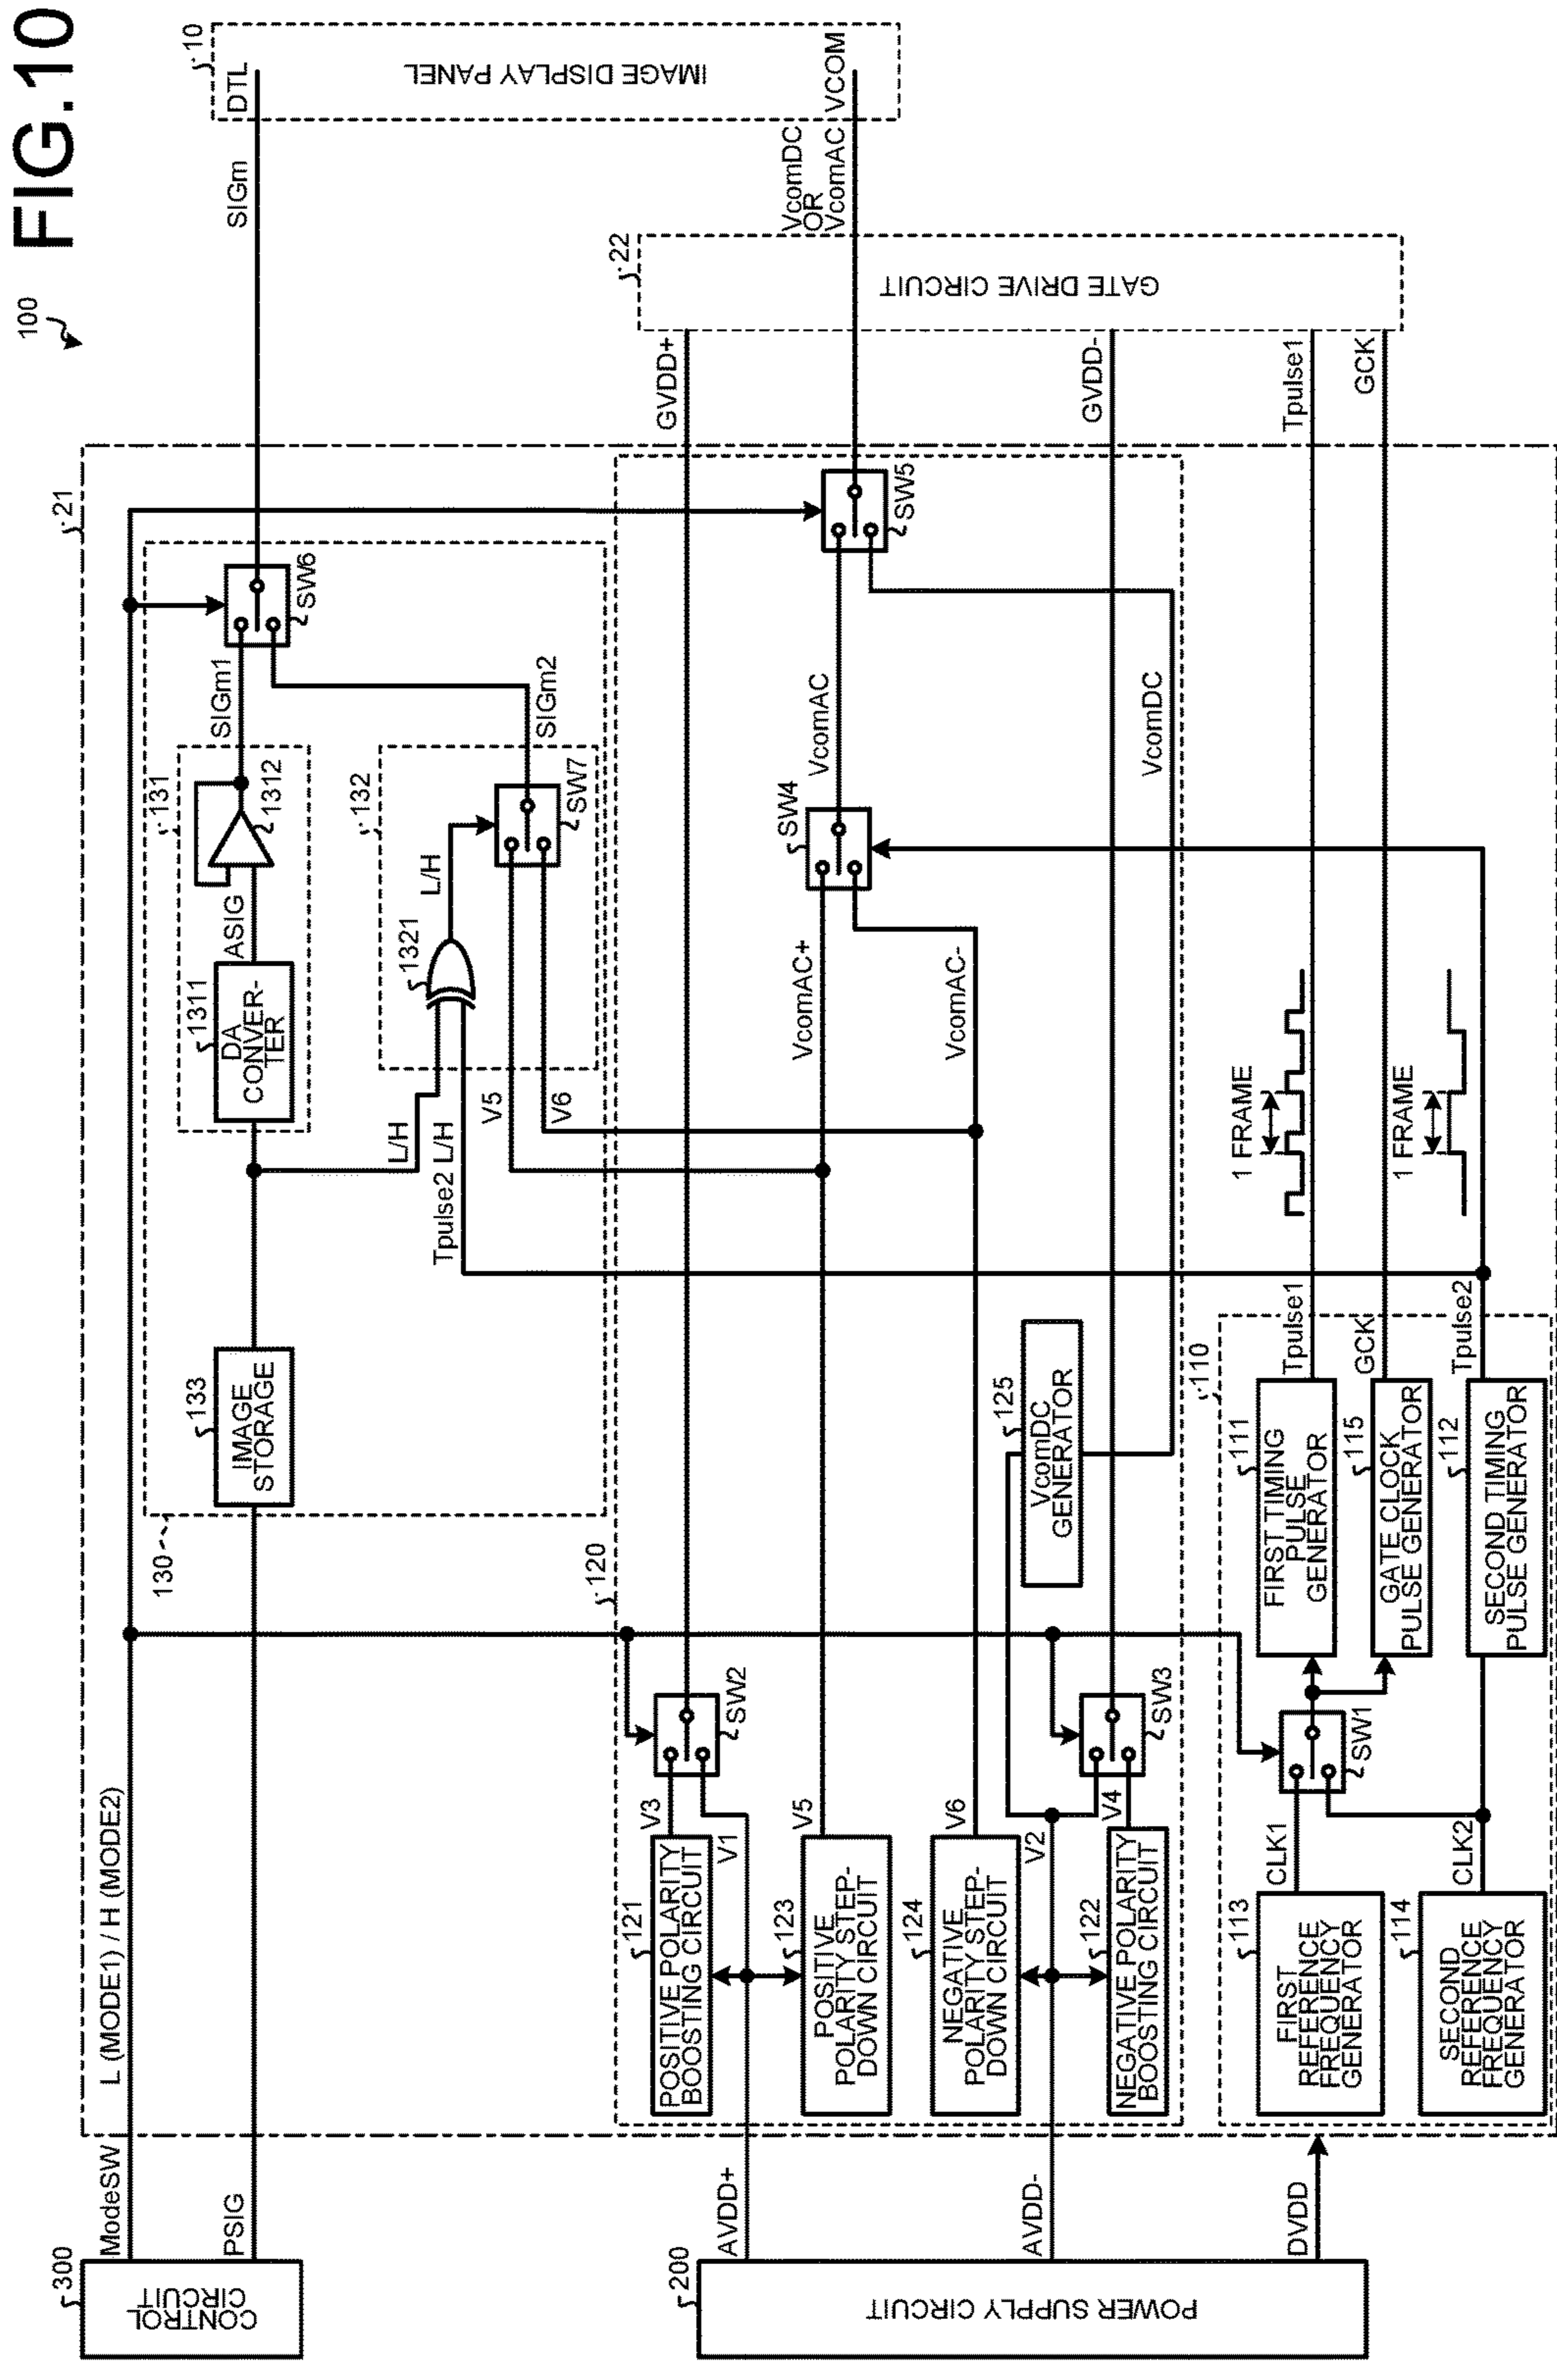 FIG.10
100
300
CONTROL
CIRCUIT
ModeSW
PSIG
L (MODE1) / H (MODE2)
21
130
133
IMAGE
STORAGE
131
1311
DA
CONVER-
TER
ASIG
1312
SIGm1
SW6
SIGm
DTL
10
IMAGE DISPLAY PANEL
VCOM
132
1321
L/H
Tpulse2 L/H
L/H
V5
V6
SW7
SIGm2
120
200
POWER SUPPLY CIRCUIT
AVDD+
AVDD-
DVDD
121
POSITIVE POLARITY
BOOSTING CIRCUIT
V3
V1
SW2
GVDD+
22
GATE DRIVE CIRCUIT
123
POSITIVE
POLARITY STEP-
DOWN CIRCUIT
V5
VcomAC+
SW4
VcomAC
SW5
VcomDC
OR
VcomAC
124
NEGATIVE
POLARITY STEP-
DOWN CIRCUIT
V6
VcomAC-
V2
122
NEGATIVE POLARITY
BOOSTING CIRCUIT
V4
SW3
125
VcomDC
GENERATOR
VcomDC
GVDD-
110
113
FIRST
REFERENCE
FREQUENCY
GENERATOR
CLK1
SW1
111
FIRST TIMING
PULSE
GENERATOR
Tpulse1
1 FRAME
Tpulse1
115
GATE CLOCK
PULSE GENERATOR
GCK
GCK
114
SECOND
REFERENCE
FREQUENCY
GENERATOR
CLK2
112
SECOND TIMING
PULSE GENERATOR
Tpulse2
1 FRAME